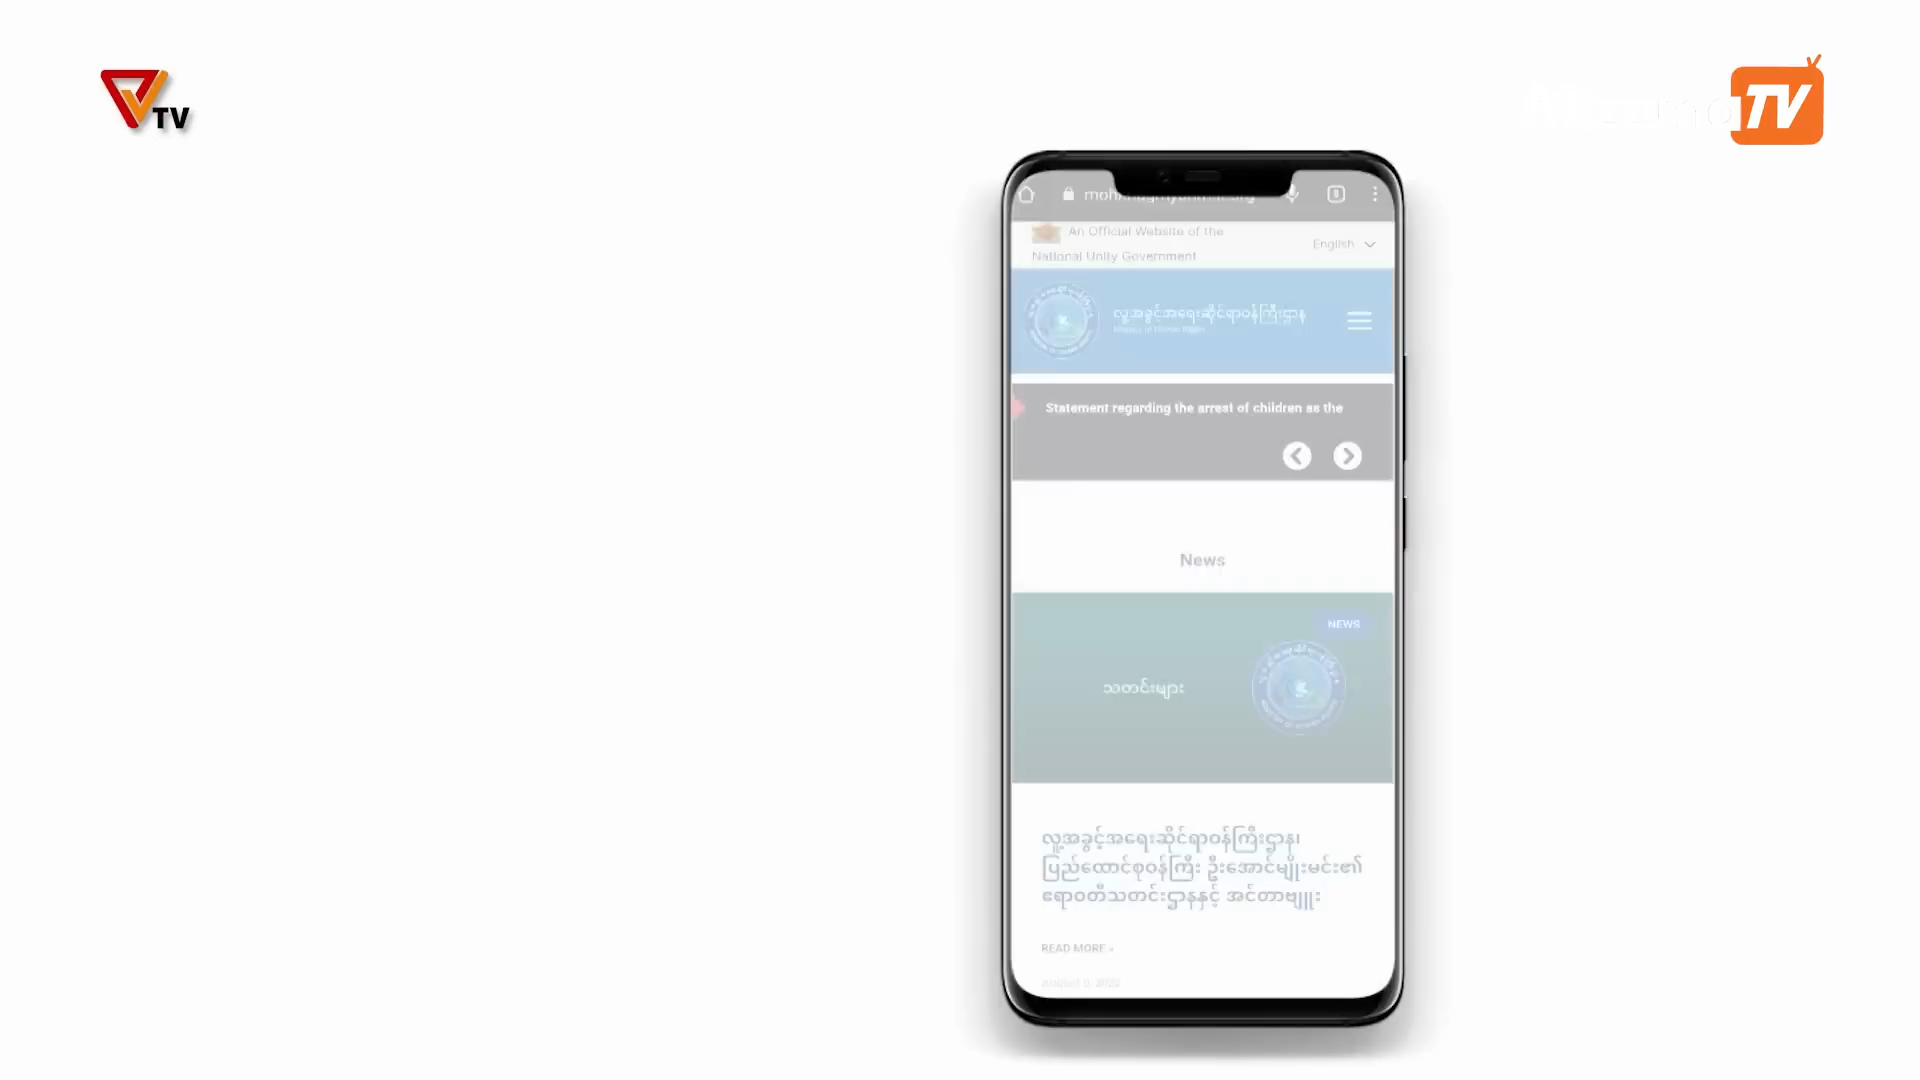 TV
TV
An Official Website of the
National Unity Government
English
လူ့အခွင့်အရေးဆိုင်ရာဝန်ကြီးဌာန
Ministry of Human Rights
Statement regarding the arrest of children as the
News
NEWS
သတင်းများ
လူ့အခွင့်အရေးဆိုင်ရာဝန်ကြီးဌာန၊
ပြည်ထောင်စုဝန်ကြီး ဦးအောင်မျိုးမင်း၏
ဧရာဝတီသတင်းဌာနနှင့် အင်တာဗျူး
READ MORE »